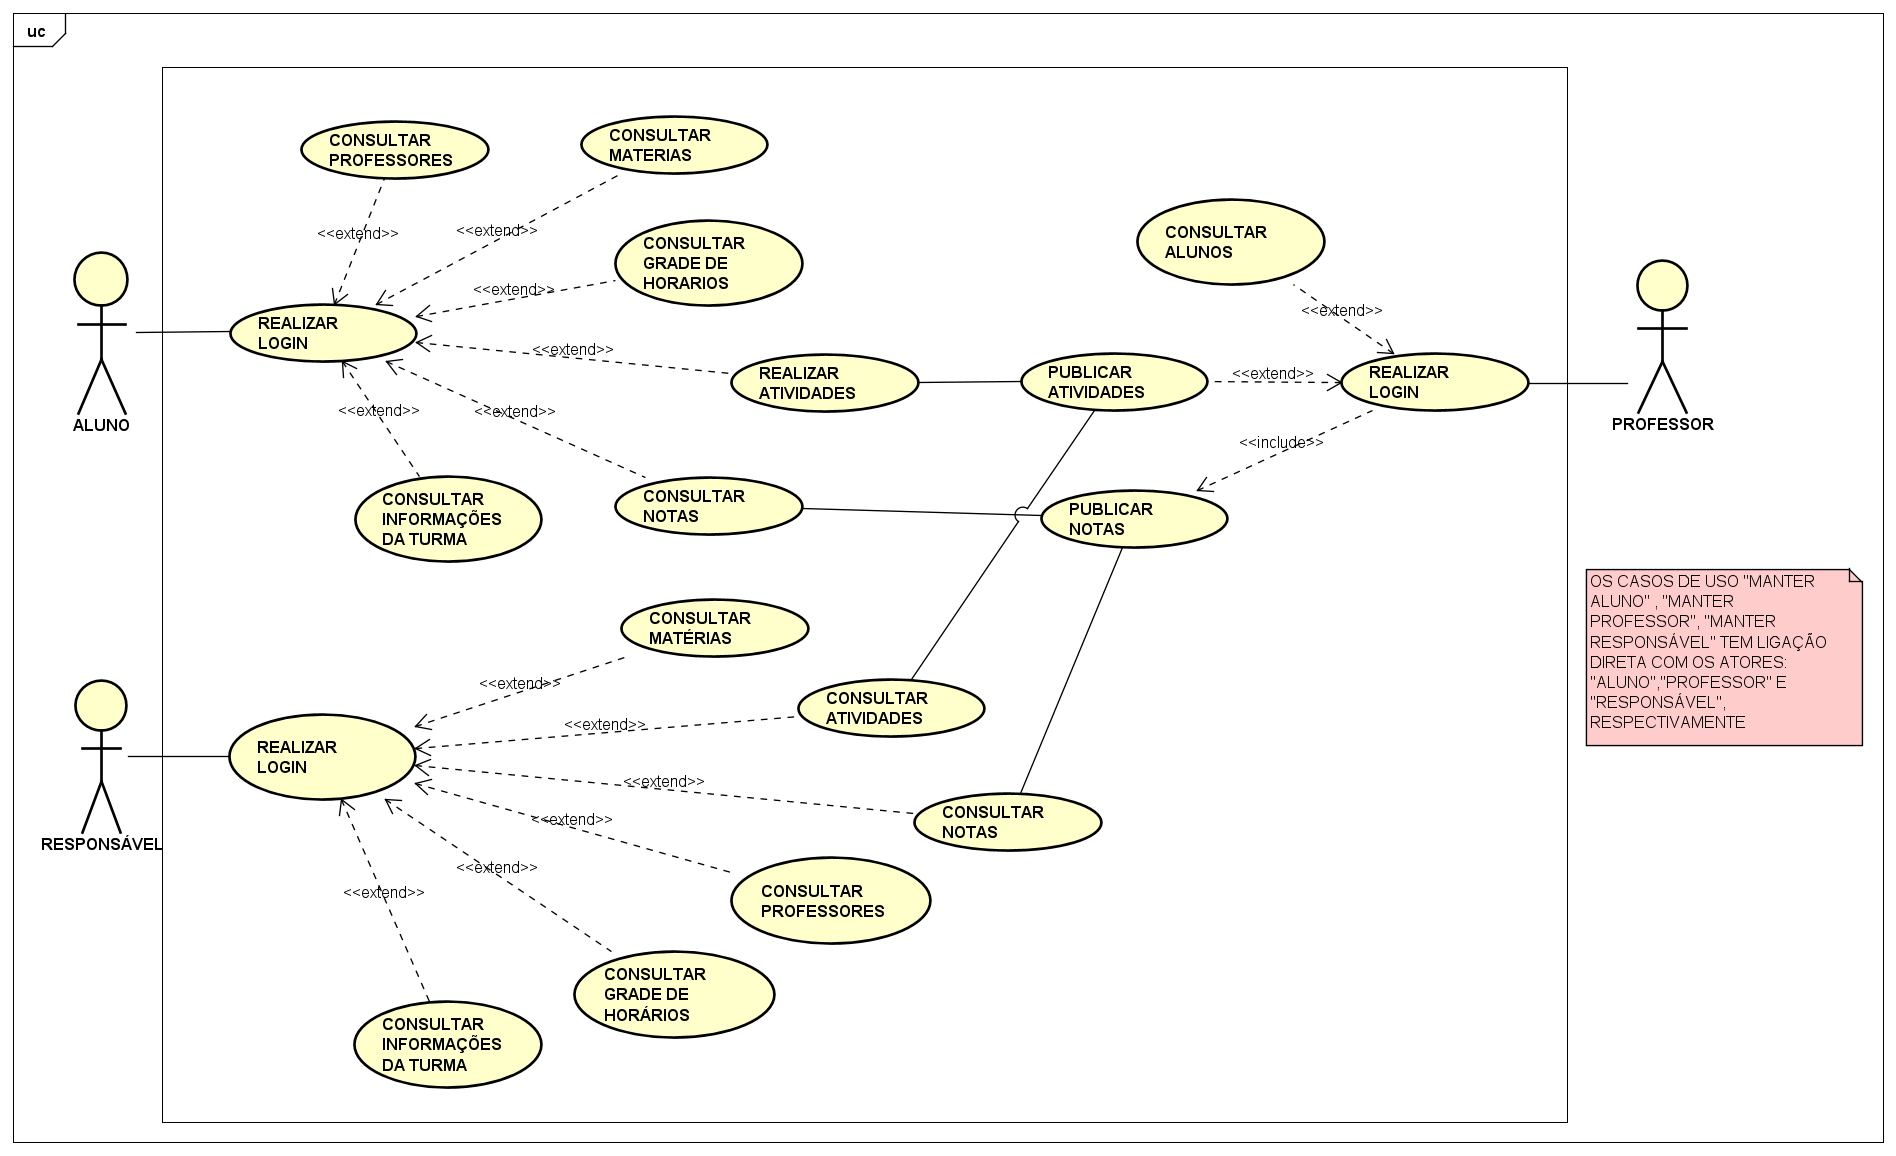 uc
CONSULTAR
PROFESSORES
CONSULTAR
MATERIAS
<<extend>>
<<extend>>
CONSULTAR
GRADE DE
HORARIOS
<<extend>>
CONSULTAR
ALUNOS
<<extend>>
REALIZAR
LOGIN
ALUNO
<<extend>>
REALIZAR
ATIVIDADES
PUBLICAR
ATIVIDADES
<<extend>>
REALIZAR
LOGIN
PROFESSOR
<<extend>>
<<extend>>
<<include>>
CONSULTAR
INFORMAÇÕES
DA TURMA
CONSULTAR
NOTAS
PUBLICAR
NOTAS
OS CASOS DE USO "MANTER
ALUNO" , "MANTER
PROFESSOR", "MANTER
RESPONSÁVEL" TEM LIGAÇÃO
DIRETA COM OS ATORES:
"ALUNO","PROFESSOR" E
"RESPONSÁVEL",
RESPECTIVAMENTE
CONSULTAR
MATÉRIAS
<<extend>>
CONSULTAR
ATIVIDADES
<<extend>>
REALIZAR
LOGIN
RESPONSÁVEL
<<extend>>
CONSULTAR
NOTAS
<<extend>>
<<extend>>
<<extend>>
CONSULTAR
PROFESSORES
CONSULTAR
GRADE DE
HORÁRIOS
CONSULTAR
INFORMAÇÕES
DA TURMA